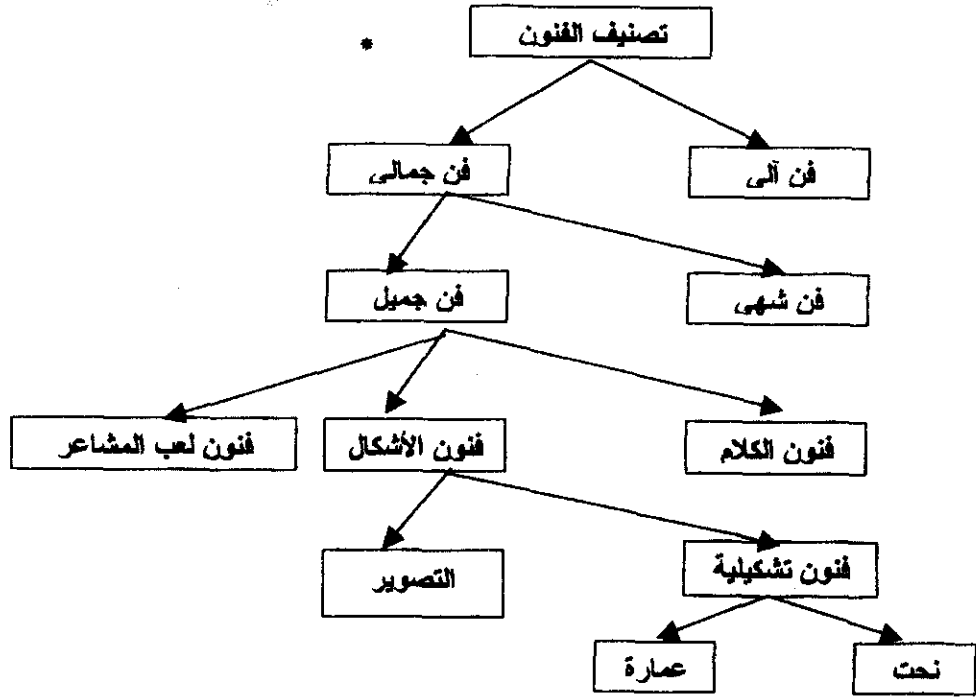 تصنيف الفنون *
فن آلى
فن جمالى
فن شهى
فن جميل
فنون الكلام
فنون الأشكال
فنون لعب المشاعر
فنون تشكيلية
التصوير
نحت
عمارة